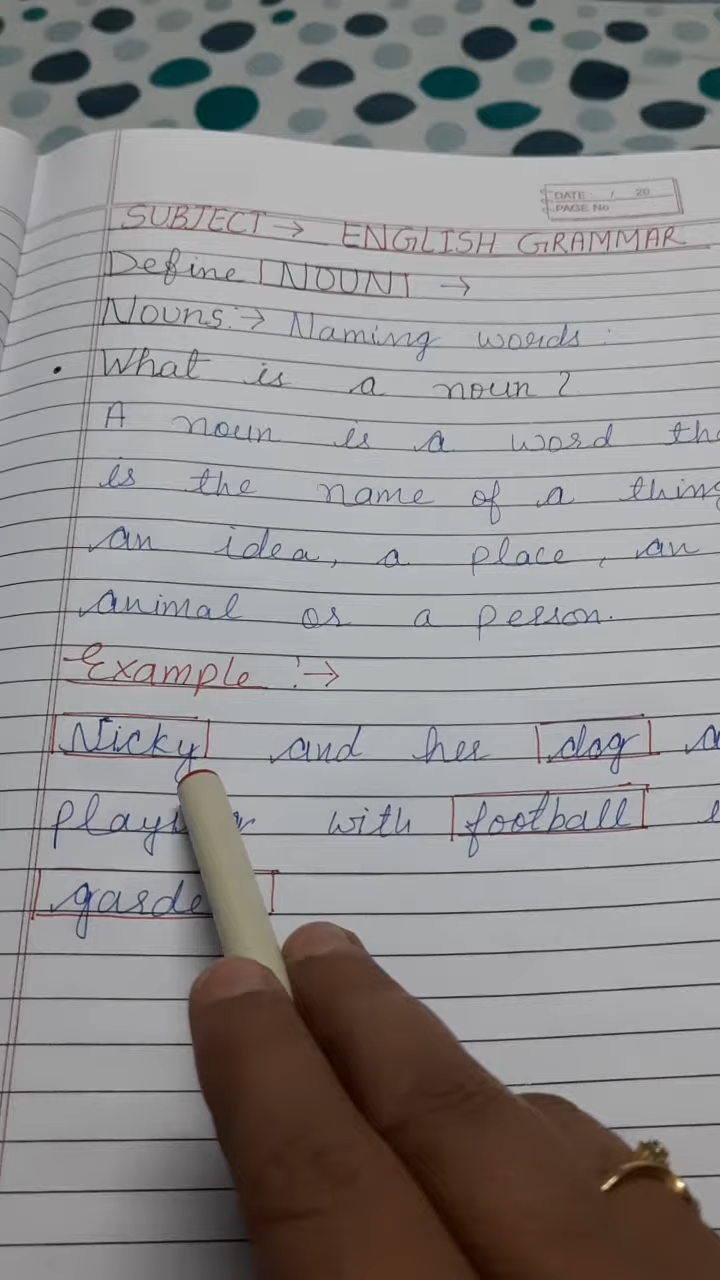 DATE / 20
PAGE No
SUBJECT → ENGLISH GRAMMAR
Define NOUN →
Nouns:→ Naming words:
• What is a noun?
A noun is a word
is the name of a thing
an idea, a place, an
animal or a person.
Example :→
Nicky and her dog
with football